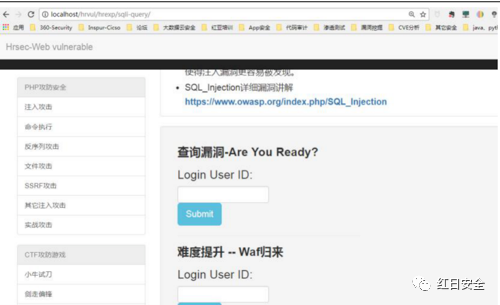 localhost/hrvul/hrexp/sqli-query/
应用
360-Security
Inspur-Cicso
论坛
大数据云安全
红豆培训
App安全
代码审计
渗透测试
漏洞挖掘
CVE分析
其它安全
java, pyt
Hrsec-Web vulnerable
使得注入漏洞更容易被发现。
SQL_Injection详细漏洞讲解
https://www.owasp.org/index.php/SQL_Injection
PHP攻防安全
注入攻击
命令执行
反序列攻击
文件攻击
SSRF攻击
其它注入攻击
实战攻击
CTF攻防游戏
小牛试刀
查询漏洞-Are You Ready?
Login User ID:
Submit
难度提升 -- Waf归来
Login User ID:
红日安全